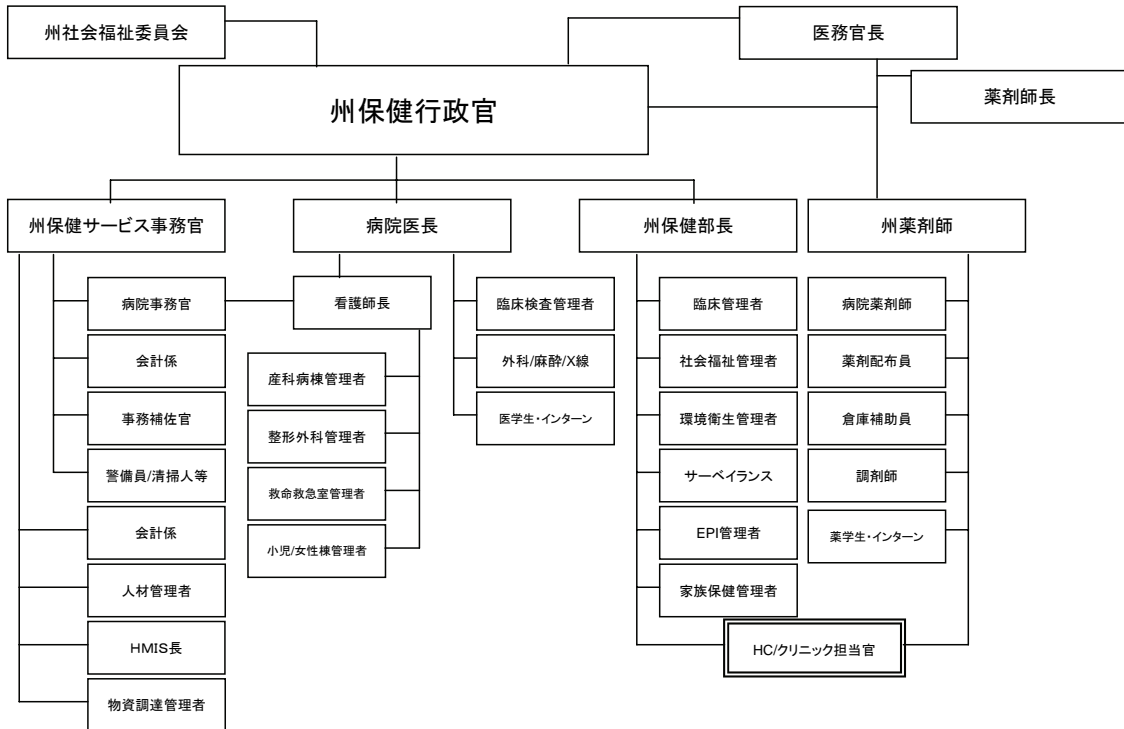 州社会福祉委員会
医務官長
州保健行政官
薬剤師長
州保健サービス事務官
病院医長
州保健部長
州薬剤師
病院事務官
看護師長
臨床検査管理者
臨床管理者
病院薬剤師
会計係
産科病棟管理者
外科/麻酔/X線
社会福祉管理者
薬剤配布員
事務補佐官
整形外科管理者
医学生・インターン
環境衛生管理者
倉庫補助員
警備員/清掃人等
救命救急室管理者
サーベイランス
調剤師
会計係
小児/女性棟管理者
EPI管理者
薬学生・インターン
人材管理者
家族保健管理者
HMIS長
HC/クリニック担当官
物資調達管理者